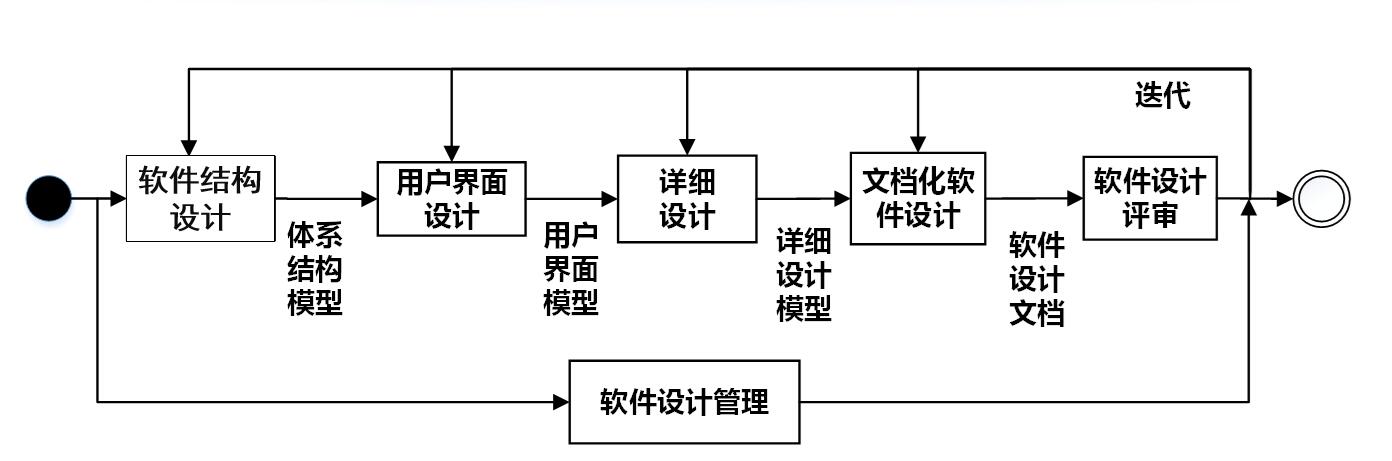 迭代
软件结构
设计
用户界面
设计
详细
设计
文档化软
件设计
软件设计
评审
体系
结构
模型
用户
界面
模型
详细
设计
模型
软件
设计
文档
软件设计管理